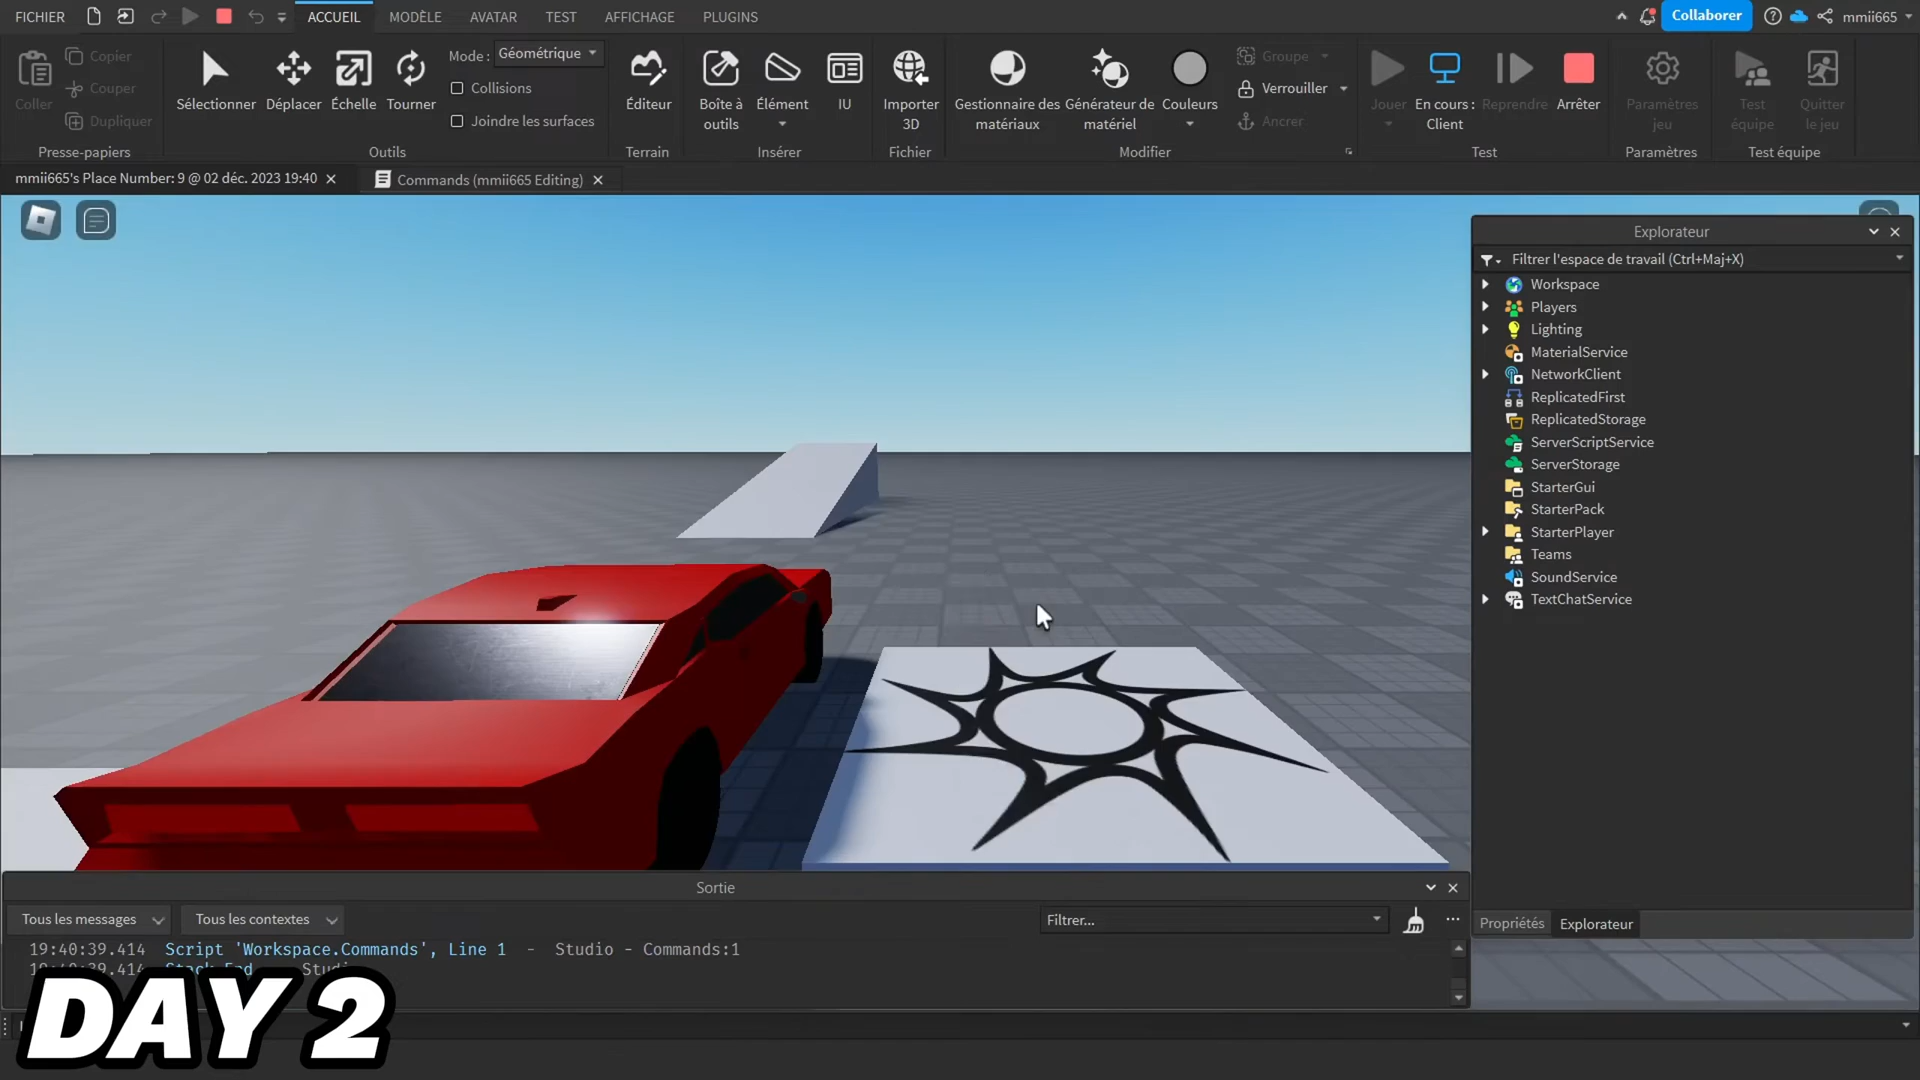 FICHIER ACCUEIL MODÈLE AVATAR TEST AFFICHAGE PLUGINS Collaborer mmii665
Coller Copier Couper Dupliquer
Presse-papiers
Sélectionner Déplacer Échelle Tourner
Mode : Géométrique
Collisions
Joindre les surfaces
Outils
Éditeur
Terrain
Boîte à outils Élément IU
Insérer
Importer 3D
Fichier
Gestionnaire des matériaux Générateur de matériel Couleurs
Groupe
Verrouiller
Ancrer
Modifier
Jouer En cours : Client Reprendre Arrêter
Test
Paramètres jeu
Paramètres
Test équipe Quitter le jeu
Test équipe
mmii665's Place Number: 9 @ 02 déc. 2023 19:40 Commands (mmii665 Editing)
Explorateur
Filtrer l'espace de travail (Ctrl+Maj+X)
Workspace
Players
Lighting
MaterialService
NetworkClient
ReplicatedFirst
ReplicatedStorage
ServerScriptService
ServerStorage
StarterGui
StarterPack
StarterPlayer
Teams
SoundService
TextChatService
Propriétés Explorateur
Sortie
Tous les messages Tous les contextes Filtrer...
19:40:39.414 Script 'Workspace.Commands', Line 1 - Studio - Commands:1
19:40:39.414 Stack End
DAY 2